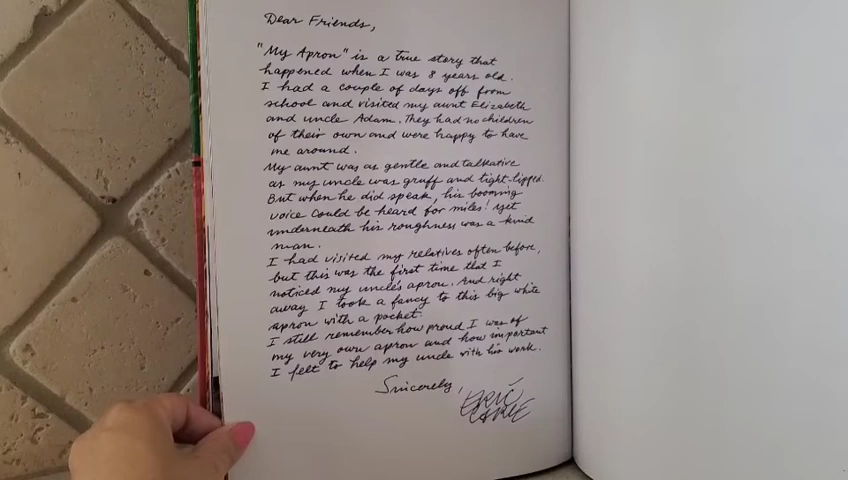 Dear Friends,
"My Apron" is a true story that
happened when I was 8 years old.
I had a couple of days off from
school and visited my aunt Elizabeth
and uncle Adam. They had no children
of their own and were happy to have
me around.
My aunt was as gentle and talkative
as my uncle was gruff and tight-lipped.
But when he did speak, his booming
voice could be heard for miles! Yet
underneath his roughness was a kind
man.
I had visited my relatives often before,
but this was the first time that I
noticed my uncle's apron. And right
away I took a fancy to this big white
apron with a pocket.
I still remember how proud I was of
my very own apron and how important
I felt to help my uncle with his work.
Sincerely,
ERIC
CARLE